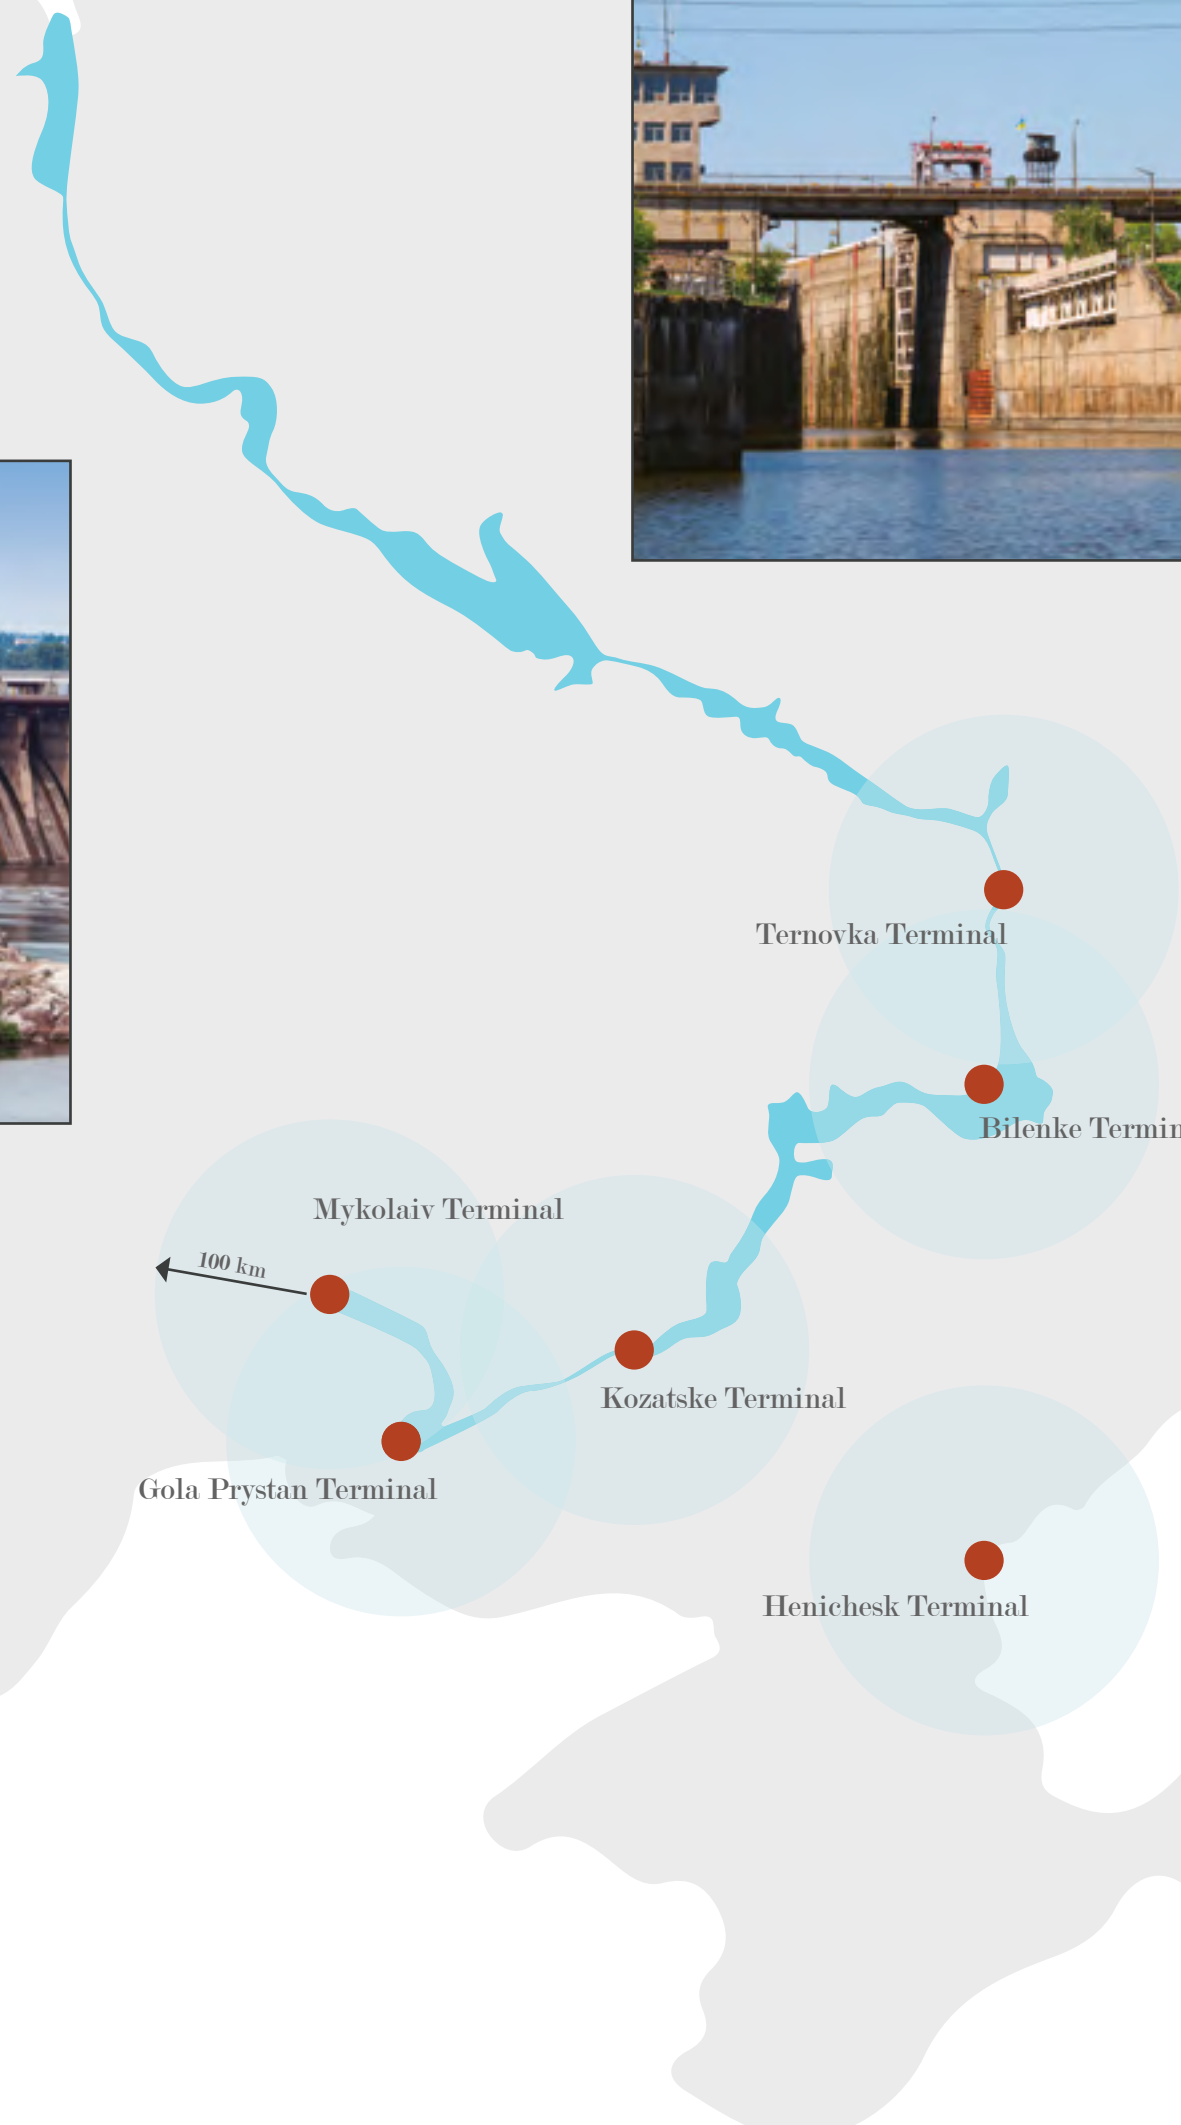 Ternovka Terminal
Bilenke Termin
Mykolaiv Terminal
100 km
Kozatske Terminal
Gola Prystan Terminal
Henichesk Terminal